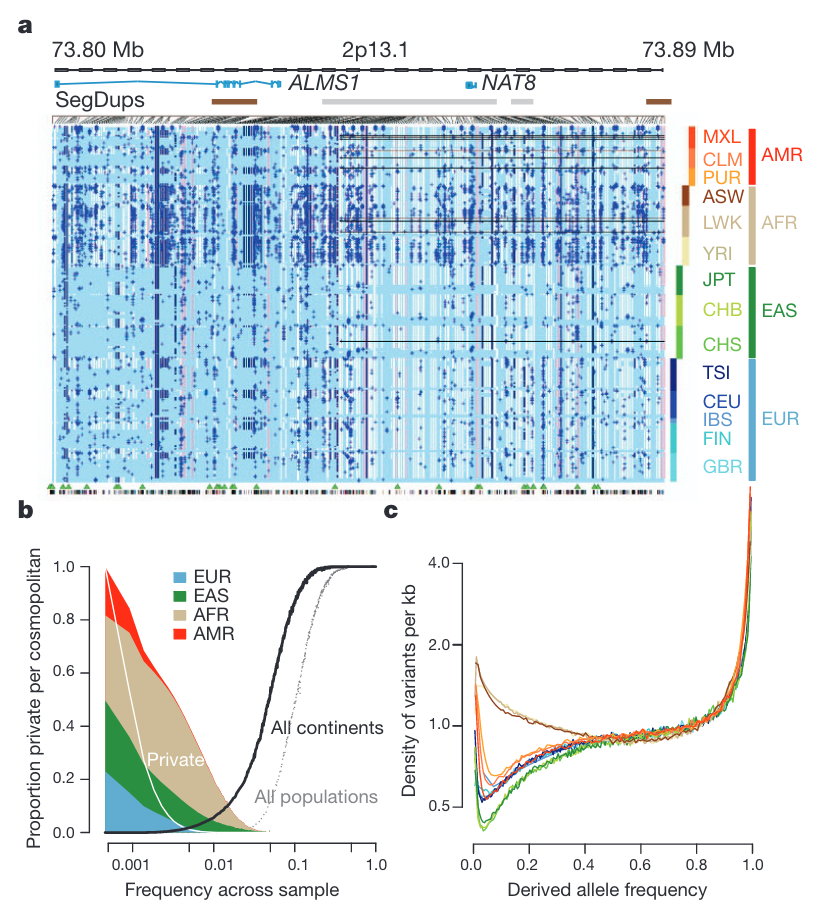 a
73.80 Mb 2p13.1 73.89 Mb
ALMS1 NAT8
SegDups
MXL
CLM
PUR
AMR
ASW
LWK
YRI
AFR
JPT
CHB
CHS
EAS
TSI
CEU
IBS
FIN
GBR
EUR
b
Proportion private per cosmopolitan
1.0
0.8
0.6
0.4
0.2
0.0
EUR
EAS
AFR
AMR
Private
All continents
All populations
0.001 0.01 0.1 1.0
Frequency across sample
c
Density of variants per kb
4.0
2.0
1.0
0.5
0.0 0.2 0.4 0.6 0.8 1.0
Derived allele frequency